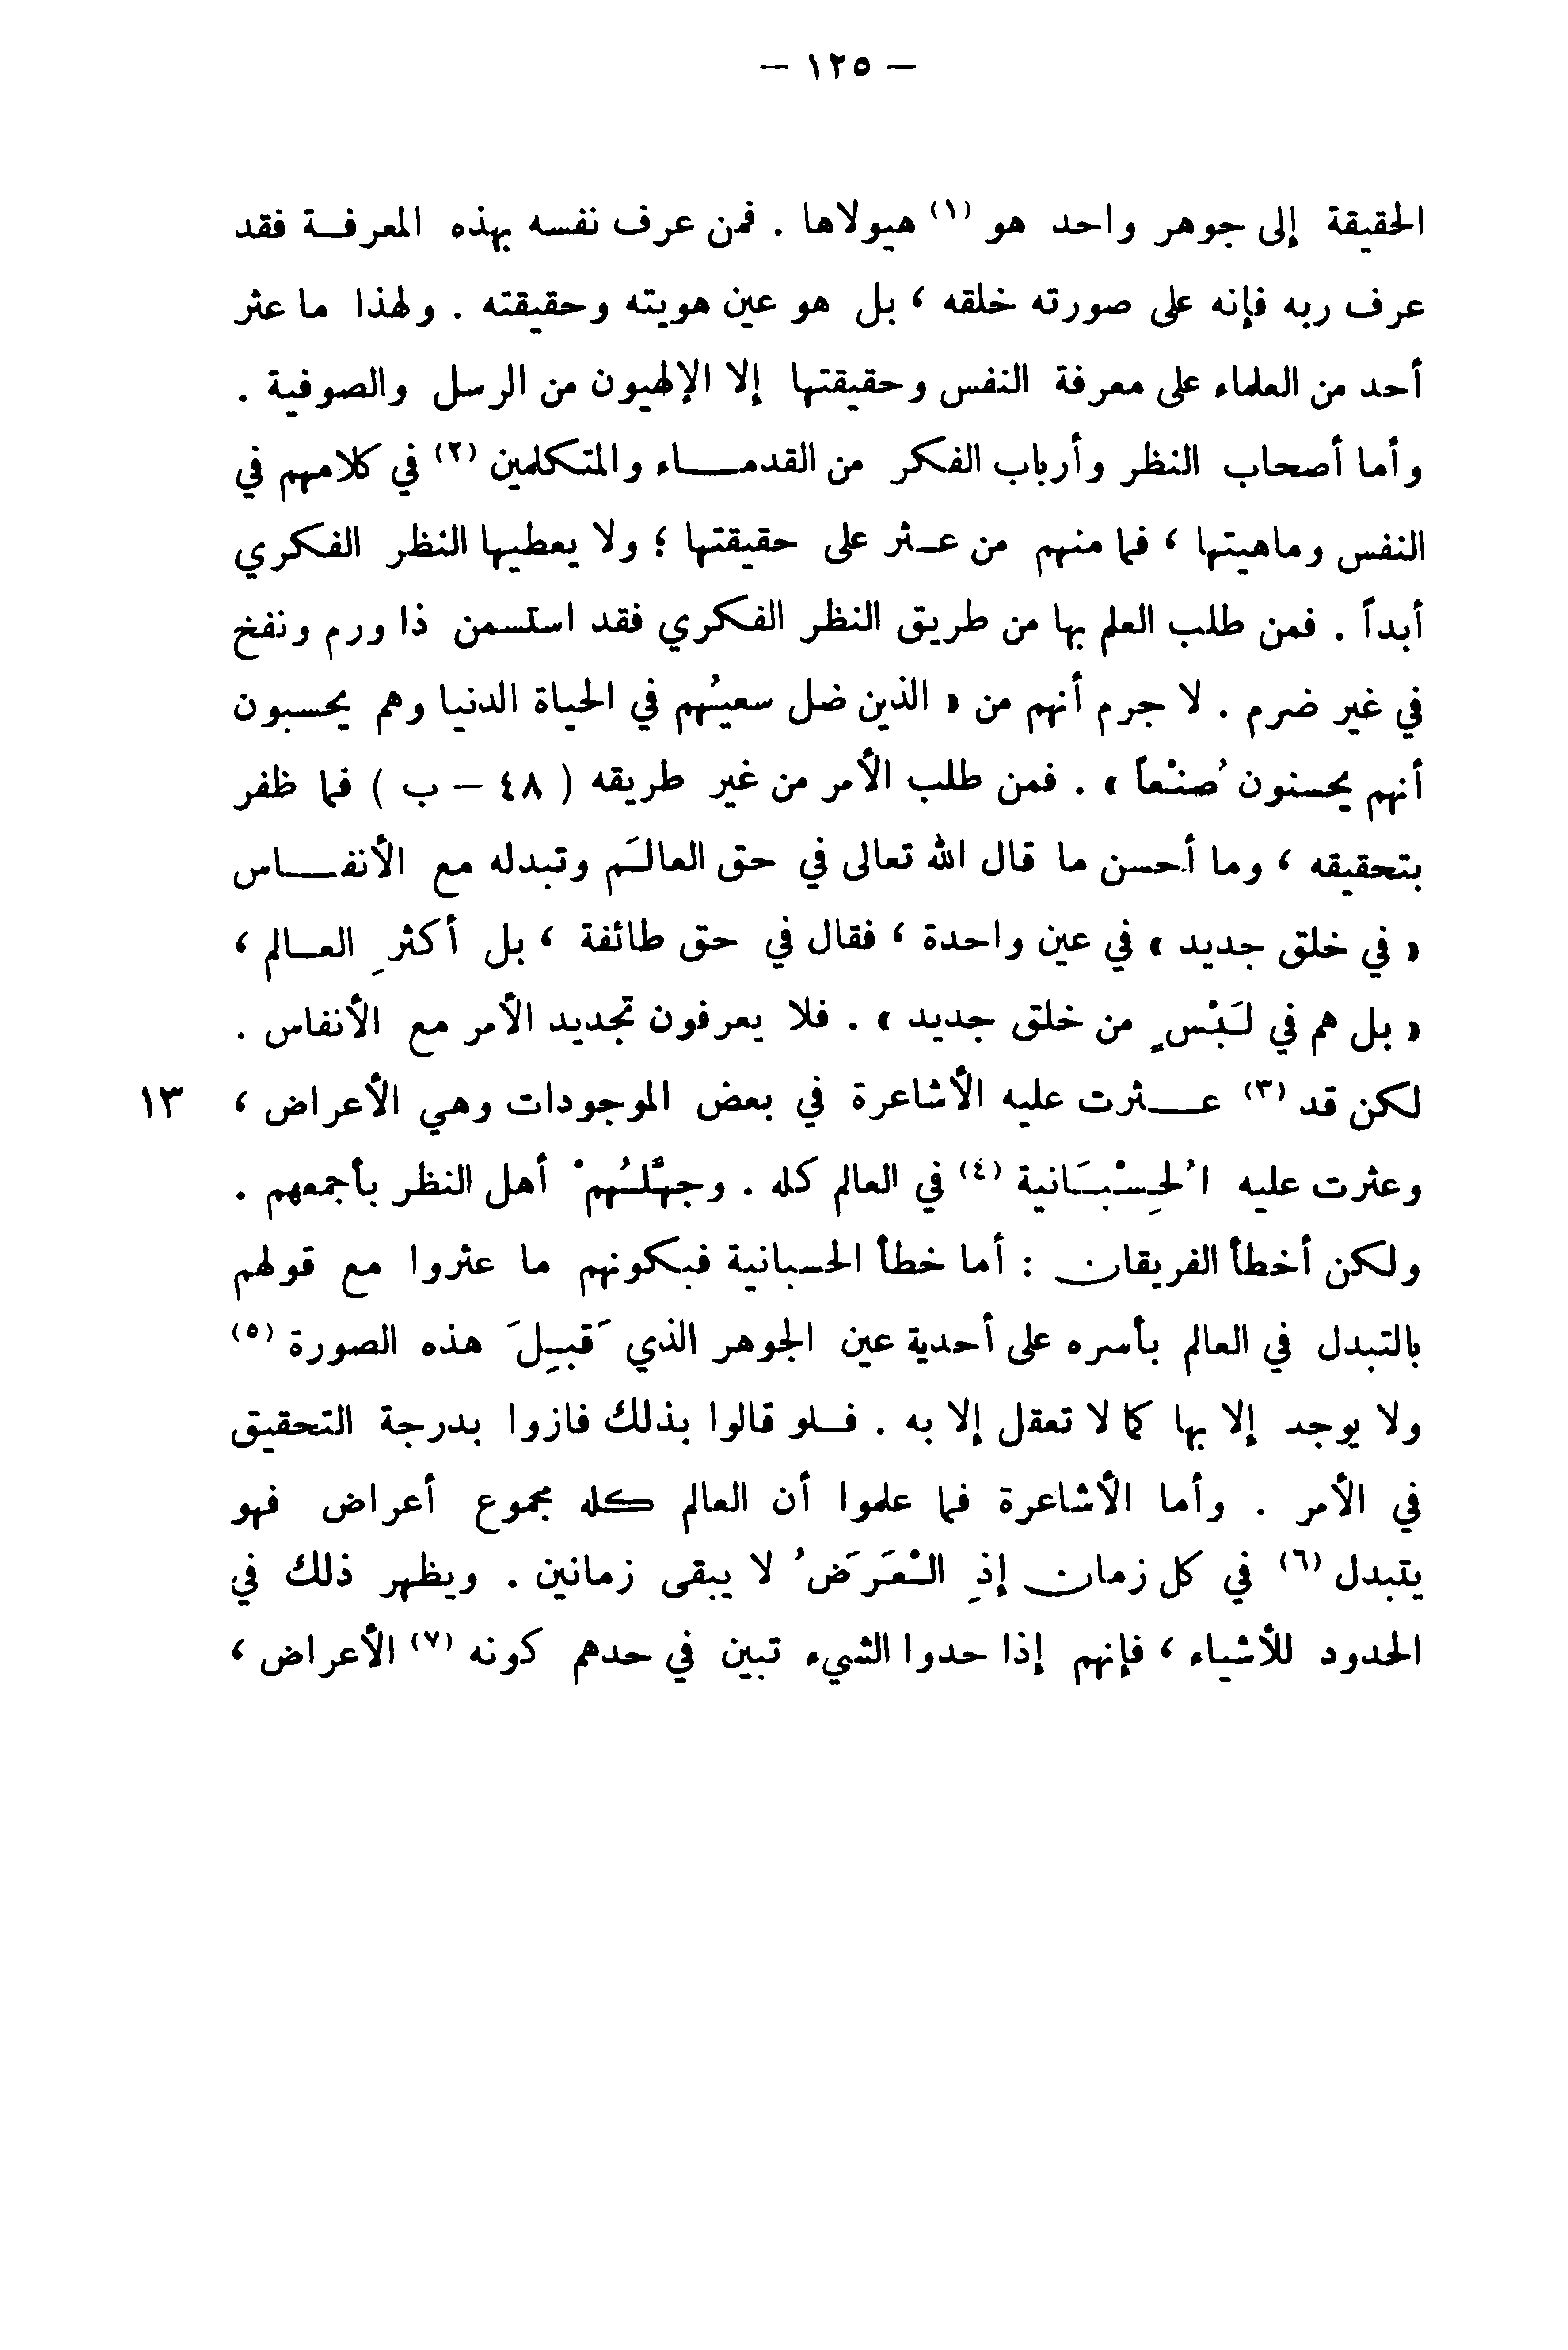 – ١٢٥ –
الحقيقة إلى جوهر واحد هو (١) هيولاها . فمن عرف نفسه بهذه المعرفة فقد
عرف ربه فإنه على صورته خلقه ، بل هو عين هويته وحقيقته . ولهذا ما عثر
أحد من العلماء على معرفة النفس وحقيقتها إلا الإلهيون من الرسل والصوفية .
وأما أصحاب النظر وأرباب الفكر من القدماء والمتكلمين (٢) في كلامهم في
النفس وماهيتها ، فما منهم من عثر على حقيقتها ؛ ولا يعطيها النظر الفكري
أبداً . فمن طلب العلم بها من طريق النظر الفكري فقد استسمن ذا ورم ونفخ
في غير ضرم . لا جرم أنهم من « الذين ضل سعيُهم في الحياة الدنيا وهم يحسبون
أنهم يحسنون صُنْعاً » . فمن طلب الأمر من غير طريقه ( ٤٨ – ب ) فما ظفر
بتحقيقه ، وما أحسن ما قال الله تعالى في حق العالَم وتبدله مع الأنفاس
« في خلق جديد » في عين واحدة ، فقال في حق طائفة ، بل أكثرِ العالم ،
« بل هم في لَبْسٍ من خلق جديد » . فلا يعرفون تجديد الأمر مع الأنفاس .
لكن قد (٣) عثرت عليه الأشاعرة في بعض الموجودات وهي الأعراض ، ١٣
وعثرت عليه الحُِسْبَانية (٤) في العالم كله . وجهَّلَهُمْ أهل النظر بأجمعهم .
ولكن أخطأ الفريقان : أما خطأ الحسبانية فبكونهم ما عثروا مع قولهم
بالتبدل في العالم بأسره على أحدية عين الجوهر الذي قَبِلَ هذه الصورة (٥)
ولا يوجد إلا بها كما لا تعقل إلا به . فلو قالوا بذلك فازوا بدرجة التحقيق
في الأمر . وأما الأشاعرة فما علموا أن العالم كله مجموع أعراض فهو
يتبدل (٦) في كل زمان إذِ الْعَرَضُ لا يبقى زمانين . ويظهر ذلك في
الحدود للأشياء ، فإنهم إذا حدوا الشيء تبين في حدهم كونه (٧) الأعراض ،